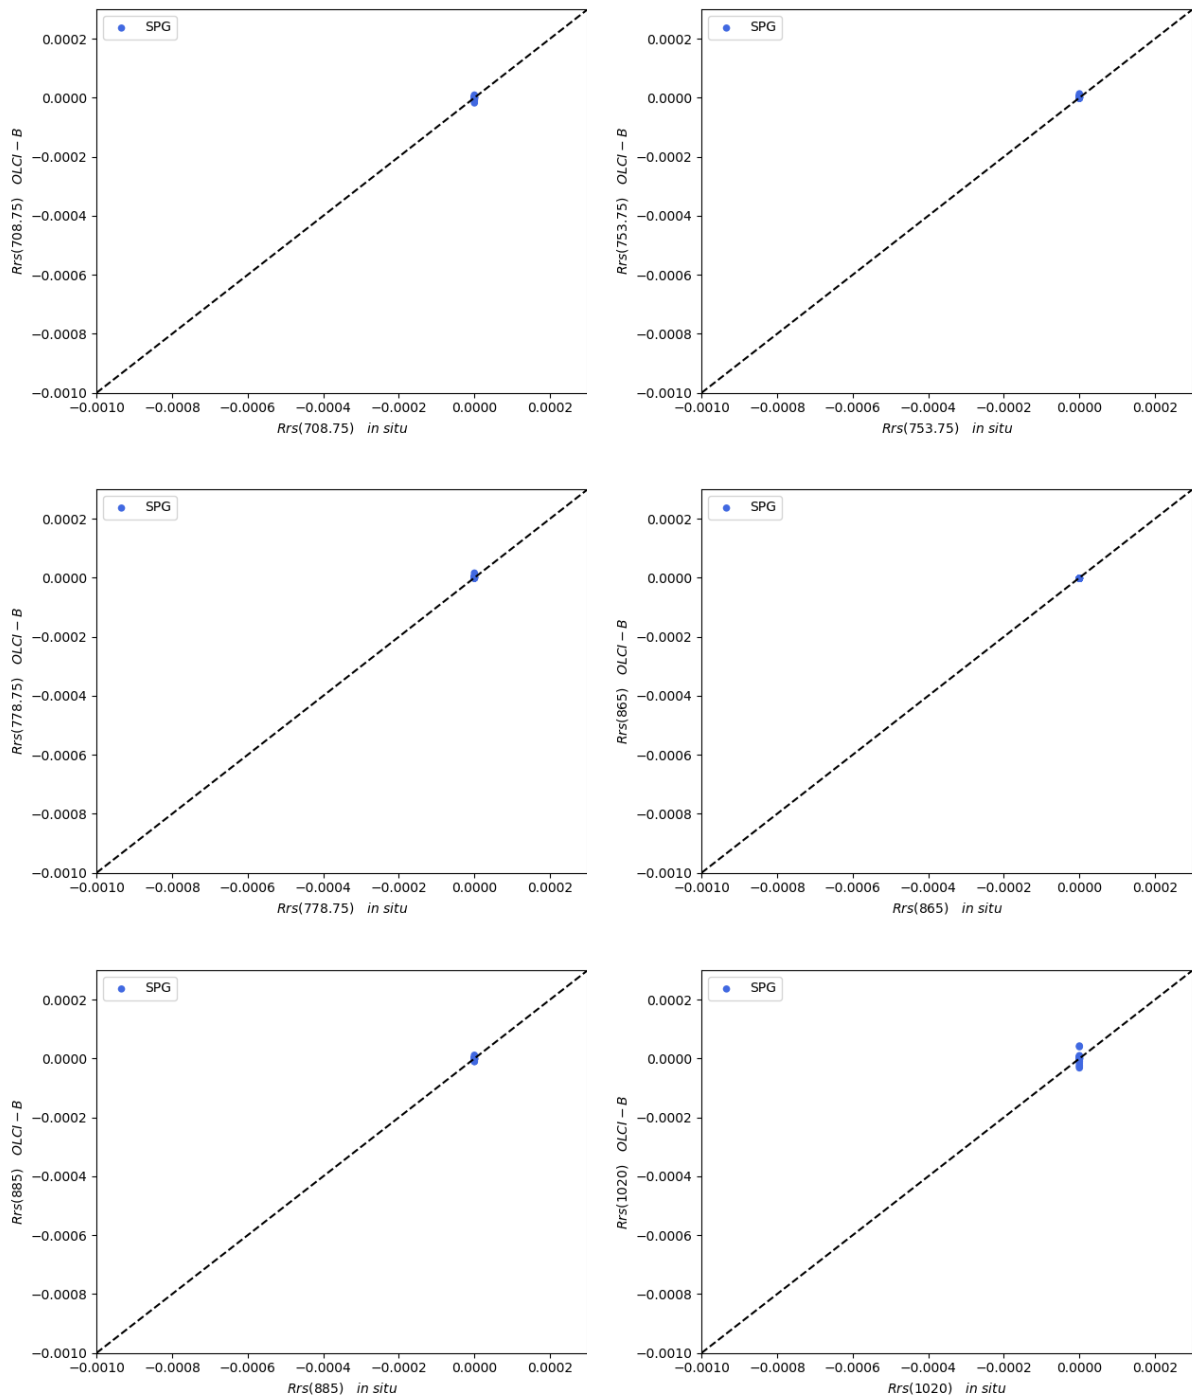 SPG
0.0002
0.0000
−0.0002
−0.0004
−0.0006
−0.0008
−0.0010
Rrs(708.75) OLCI − B
−0.0010 −0.0008 −0.0006 −0.0004 −0.0002 0.0000 0.0002
Rrs(708.75) in situ
SPG
0.0002
0.0000
−0.0002
−0.0004
−0.0006
−0.0008
−0.0010
Rrs(753.75) OLCI − B
−0.0010 −0.0008 −0.0006 −0.0004 −0.0002 0.0000 0.0002
Rrs(753.75) in situ
SPG
0.0002
0.0000
−0.0002
−0.0004
−0.0006
−0.0008
−0.0010
Rrs(778.75) OLCI − B
−0.0010 −0.0008 −0.0006 −0.0004 −0.0002 0.0000 0.0002
Rrs(778.75) in situ
SPG
0.0002
0.0000
−0.0002
−0.0004
−0.0006
−0.0008
−0.0010
Rrs(865) OLCI − B
−0.0010 −0.0008 −0.0006 −0.0004 −0.0002 0.0000 0.0002
Rrs(865) in situ
SPG
0.0002
0.0000
−0.0002
−0.0004
−0.0006
−0.0008
−0.0010
Rrs(885) OLCI − B
−0.0010 −0.0008 −0.0006 −0.0004 −0.0002 0.0000 0.0002
Rrs(885) in situ
SPG
0.0002
0.0000
−0.0002
−0.0004
−0.0006
−0.0008
−0.0010
Rrs(1020) OLCI − B
−0.0010 −0.0008 −0.0006 −0.0004 −0.0002 0.0000 0.0002
Rrs(1020) in situ